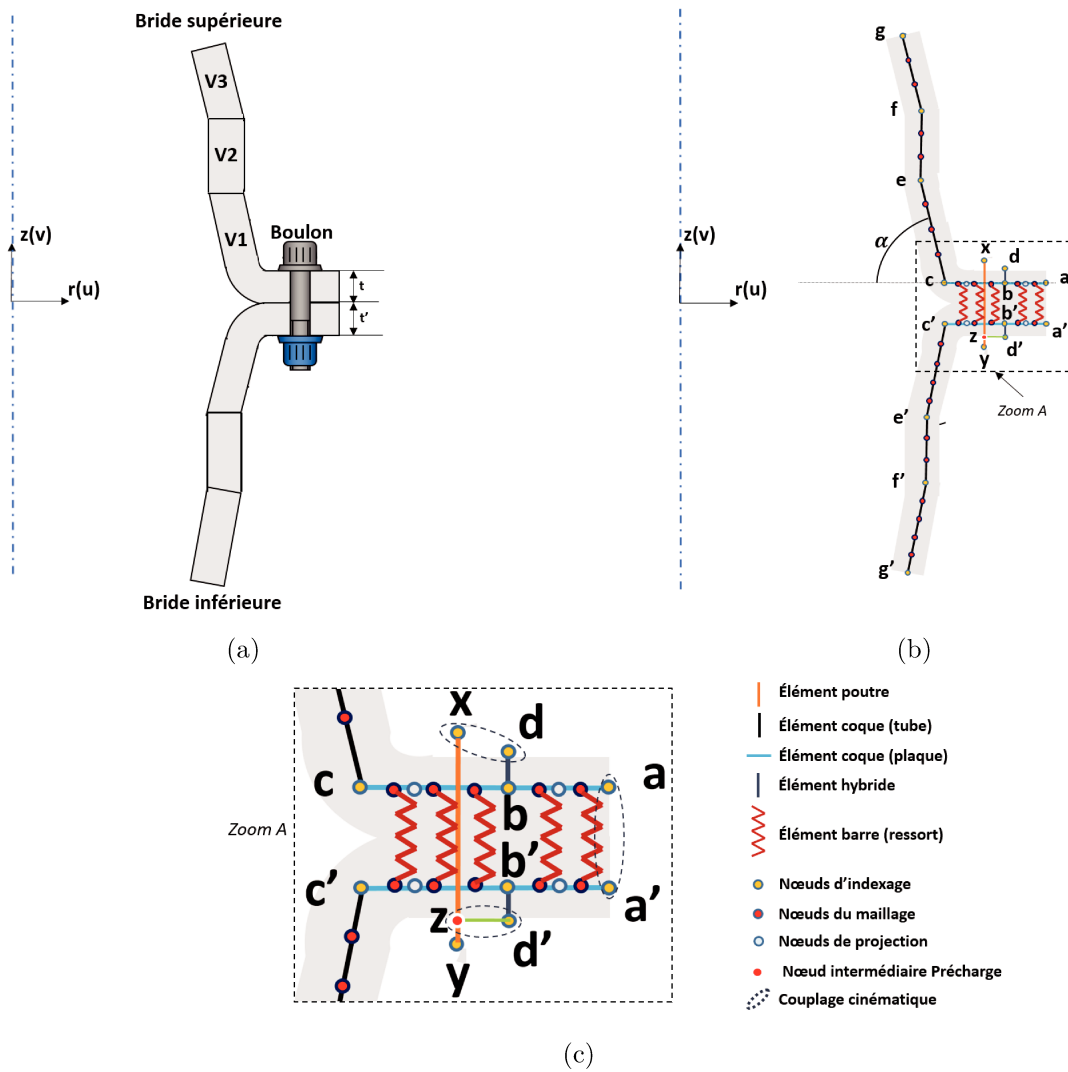 Bride supérieure
V3
V2
V1
Boulon
z(v)
r(u)
t
t'
Bride inférieure
(a)
g
f
e
α
z(v)
r(u)
x
d
c
b
a
b'
c'
z
a'
y
d'
Zoom A
e'
f'
g'
(b)
x
d
c
a
b
Zoom A
b'
c'
a'
z
d'
y
Élément poutre
Élément coque (tube)
Élément coque (plaque)
Élément hybride
Élément barre (ressort)
Nœuds d'indexage
Nœuds du maillage
Nœuds de projection
Nœud intermédiaire Précharge
Couplage cinématique
(c)